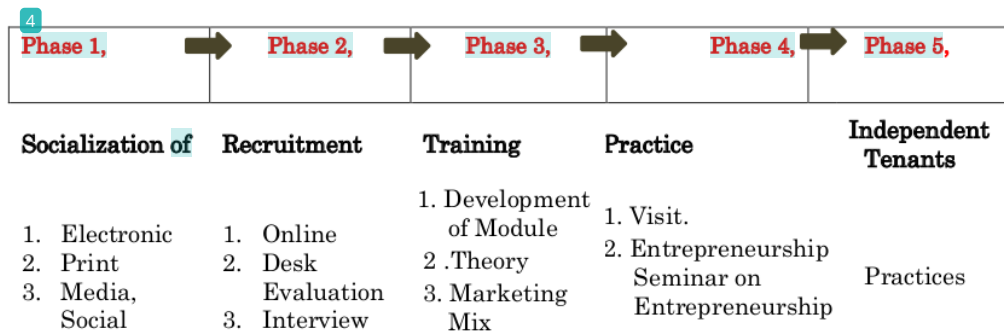 4
Phase 1,
Phase 2,
Phase 3,
Phase 4,
Phase 5,
Socialization of
1. Electronic
2. Print
3. Media,
Social
Recruitment
1. Online
2. Desk
Evaluation
3. Interview
Training
1. Development
of Module
2 .Theory
3. Marketing
Mix
Practice
1. Visit.
2. Entrepreneurship
Seminar on
Entrepreneurship
Independent
Tenants
Practices